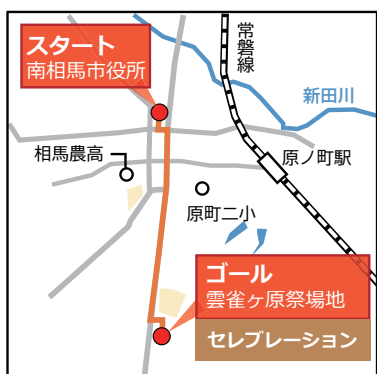 スタート
南相馬市役所
常磐線
新田川
相馬農高
原ノ町駅
原町二小
ゴール
雲雀ヶ原祭場地
セレブレーション